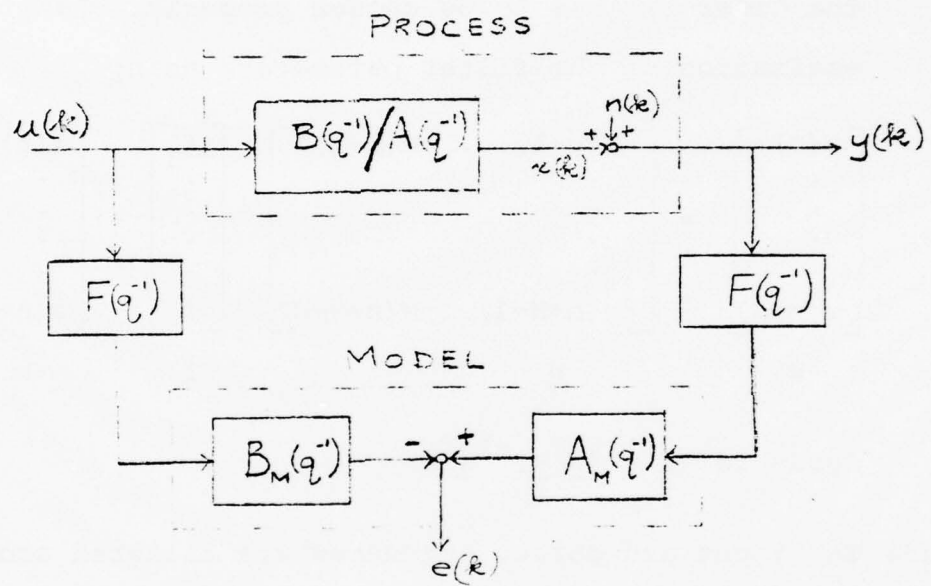 PROCESS
n(k)
u(k)
B(q⁻¹)/A(q⁻¹)
+ +
x(k)
y(k)
F(q⁻¹)
F(q⁻¹)
MODEL
B_M(q⁻¹)
- +
A_M(q⁻¹)
e(k)